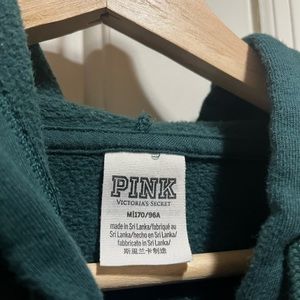 PINK
VICTORIA'S SECRET
M|170/96A
made in Sri Lanka/fabriqué au
Sri Lanka/hecho en Sri Lanka/
fabbricato in Sri Lanka/
斯里兰卡制造